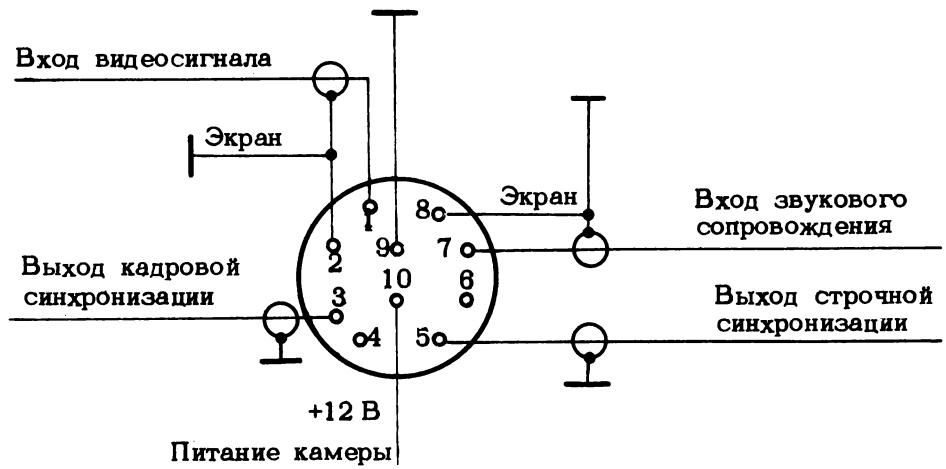 Вход видеосигнала
Экран
Экран
Вход звукового
сопровождения
1
8
2
9
7
Выход кадровой
синхронизации
10
6
3
4
5
Выход строчной
синхронизации
+12 В
Питание камеры